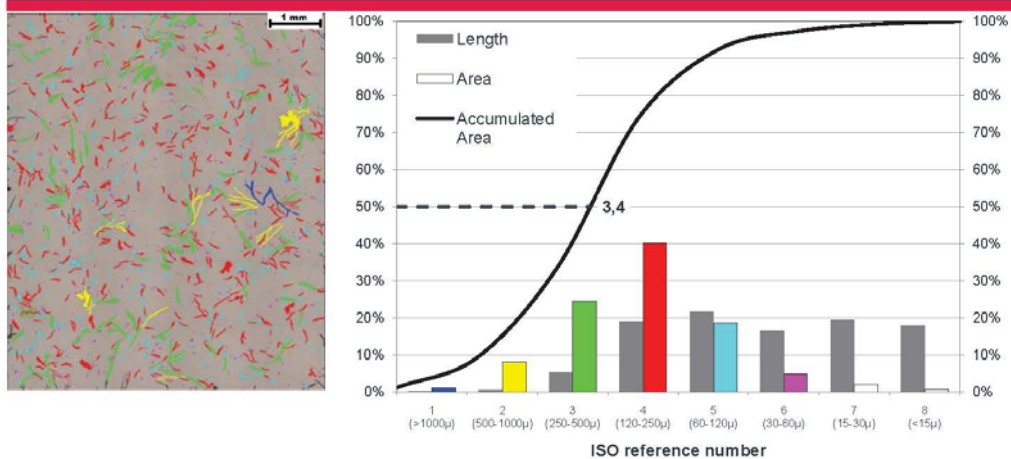 1 mm
100%
90%
80%
70%
60%
50%
40%
30%
20%
10%
0%
Length
Area
Accumulated
Area
3,4
100%
90%
80%
70%
60%
50%
40%
30%
20%
10%
0%
1 2 3 4 5 6 7 8
(>1000µ) (500-1000µ) (250-500µ) (120-250µ) (60-120µ) (30-60µ) (15-30µ) (<15µ)
ISO reference number